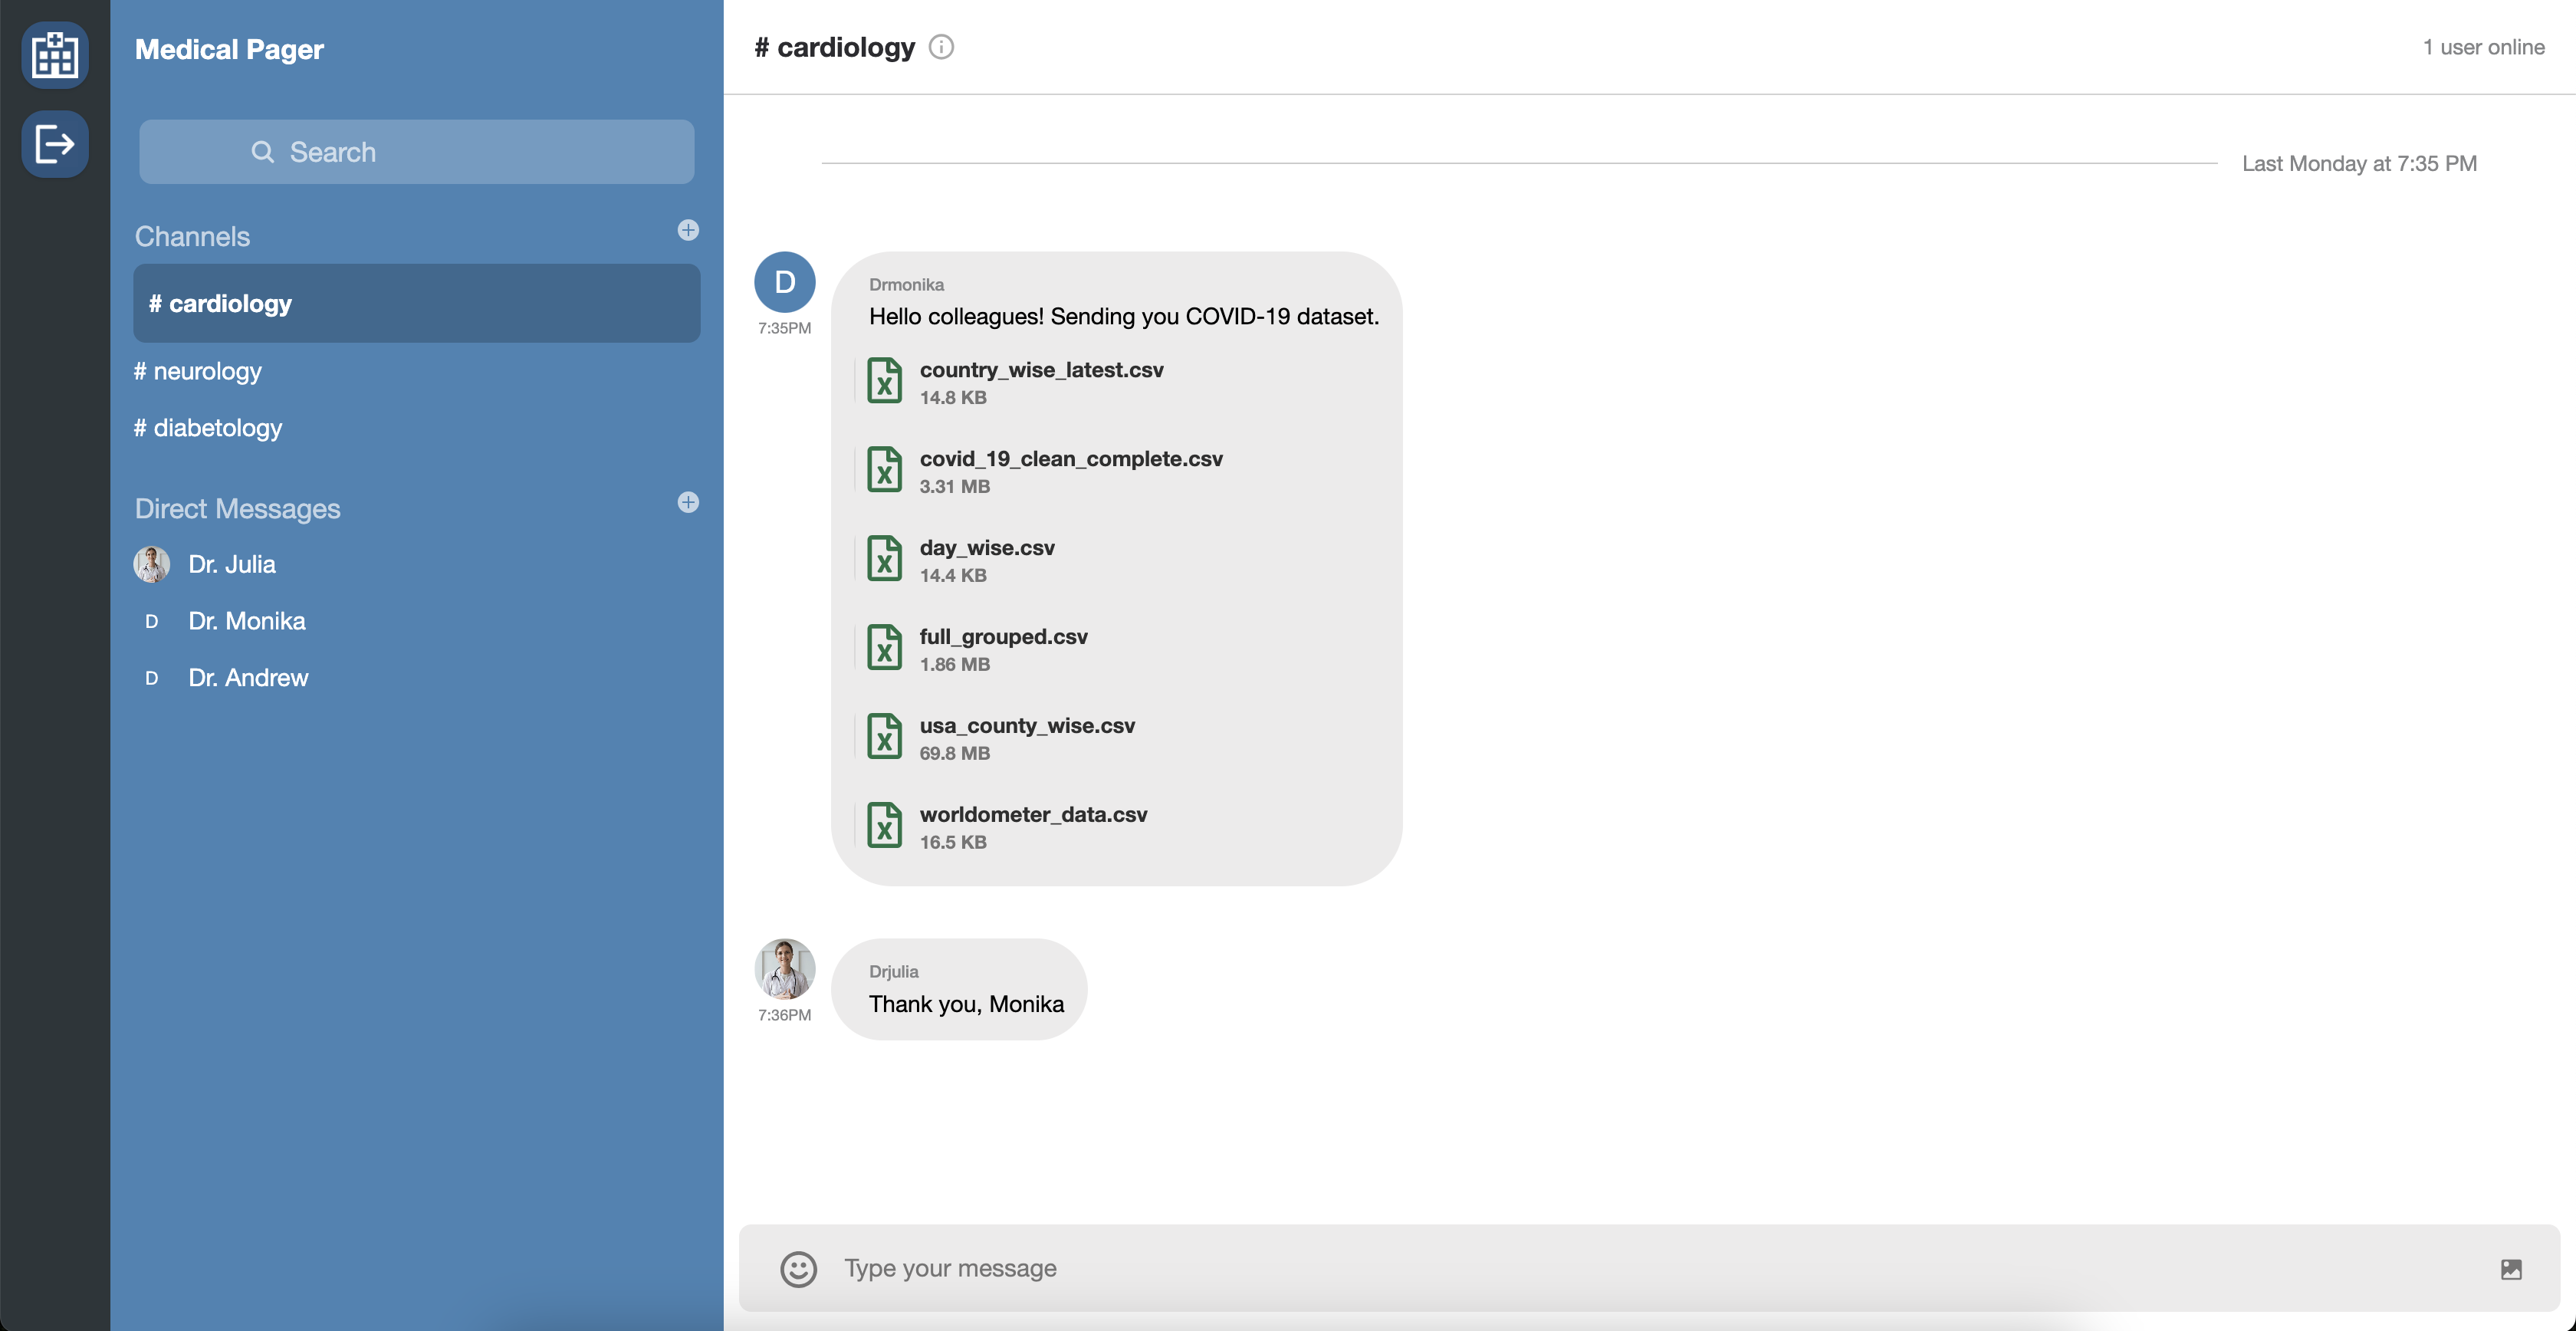 Medical Pager
Search
Channels
# cardiology
# neurology
# diabetology
Direct Messages
Dr. Julia
D Dr. Monika
D Dr. Andrew
# cardiology
1 user online
Last Monday at 7:35 PM
D
7:35PM
Drmonika
Hello colleagues! Sending you COVID-19 dataset.
country_wise_latest.csv
14.8 KB
covid_19_clean_complete.csv
3.31 MB
day_wise.csv
14.4 KB
full_grouped.csv
1.86 MB
usa_county_wise.csv
69.8 MB
worldometer_data.csv
16.5 KB
7:36PM
Drjulia
Thank you, Monika
Type your message